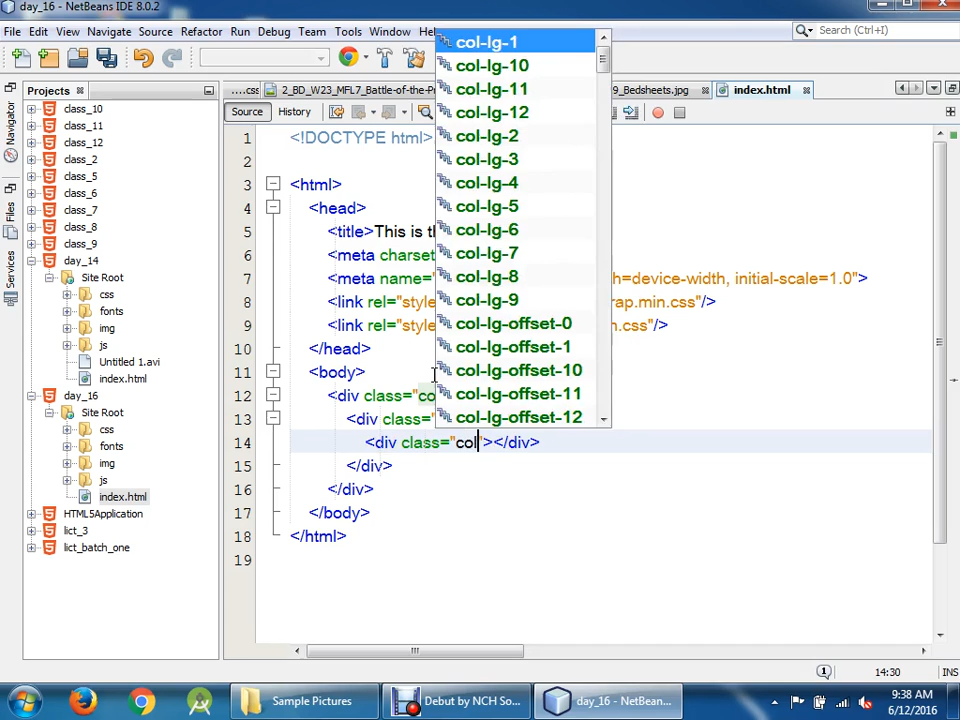 day_16 - NetBeans IDE 8.0.2
File Edit View Navigate Source Refactor Run Debug Team Tools Window
Search (Ctrl+I)
Projects
....css
2_BD_W23_MFL7_Battle-of-the-Pr
9_Bedsheets.jpg
index.html
Source History
Navigator
Files
Services
class_10
class_11
class_12
class_2
class_5
class_6
class_7
class_8
class_9
day_14
Site Root
css
fonts
img
js
Untitled 1.avi
index.html
day_16
Site Root
css
fonts
img
js
index.html
HTML5Application
lict_3
lict_batch_one
1 <!DOCTYPE html>
2
3 <html>
4 <head>
5 <title>This is th
6 <meta charset
7 <meta name=" h=device-width, initial-scale=1.0">
8 <link rel="style rap.min.css"/>
9 <link rel="style n.css"/>
10 </head>
11 <body>
12 <div class="co
13 <div class="
14 <div class="col"></div>
15 </div>
16 </div>
17 </body>
18 </html>
19
col-lg-1
col-lg-10
col-lg-11
col-lg-12
col-lg-2
col-lg-3
col-lg-4
col-lg-5
col-lg-6
col-lg-7
col-lg-8
col-lg-9
col-lg-offset-0
col-lg-offset-1
col-lg-offset-10
col-lg-offset-11
col-lg-offset-12
1 14:30 INS
Sample Pictures
Debut by NCH So...
day_16 - NetBean...
9:38 AM
6/12/2016